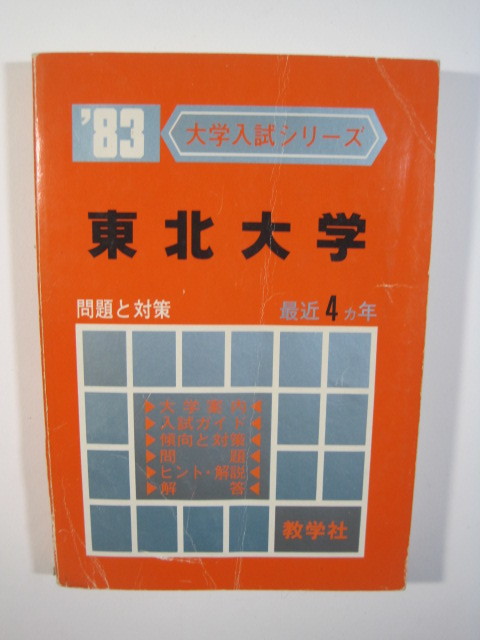 '83
大学入試シリーズ
東北大学
問題と対策
最近4ヵ年
▶大学案内◀
▶入試ガイド◀
▶傾向と対策◀
▶問題◀
▶ヒント・解説◀
▶解答◀
教学社